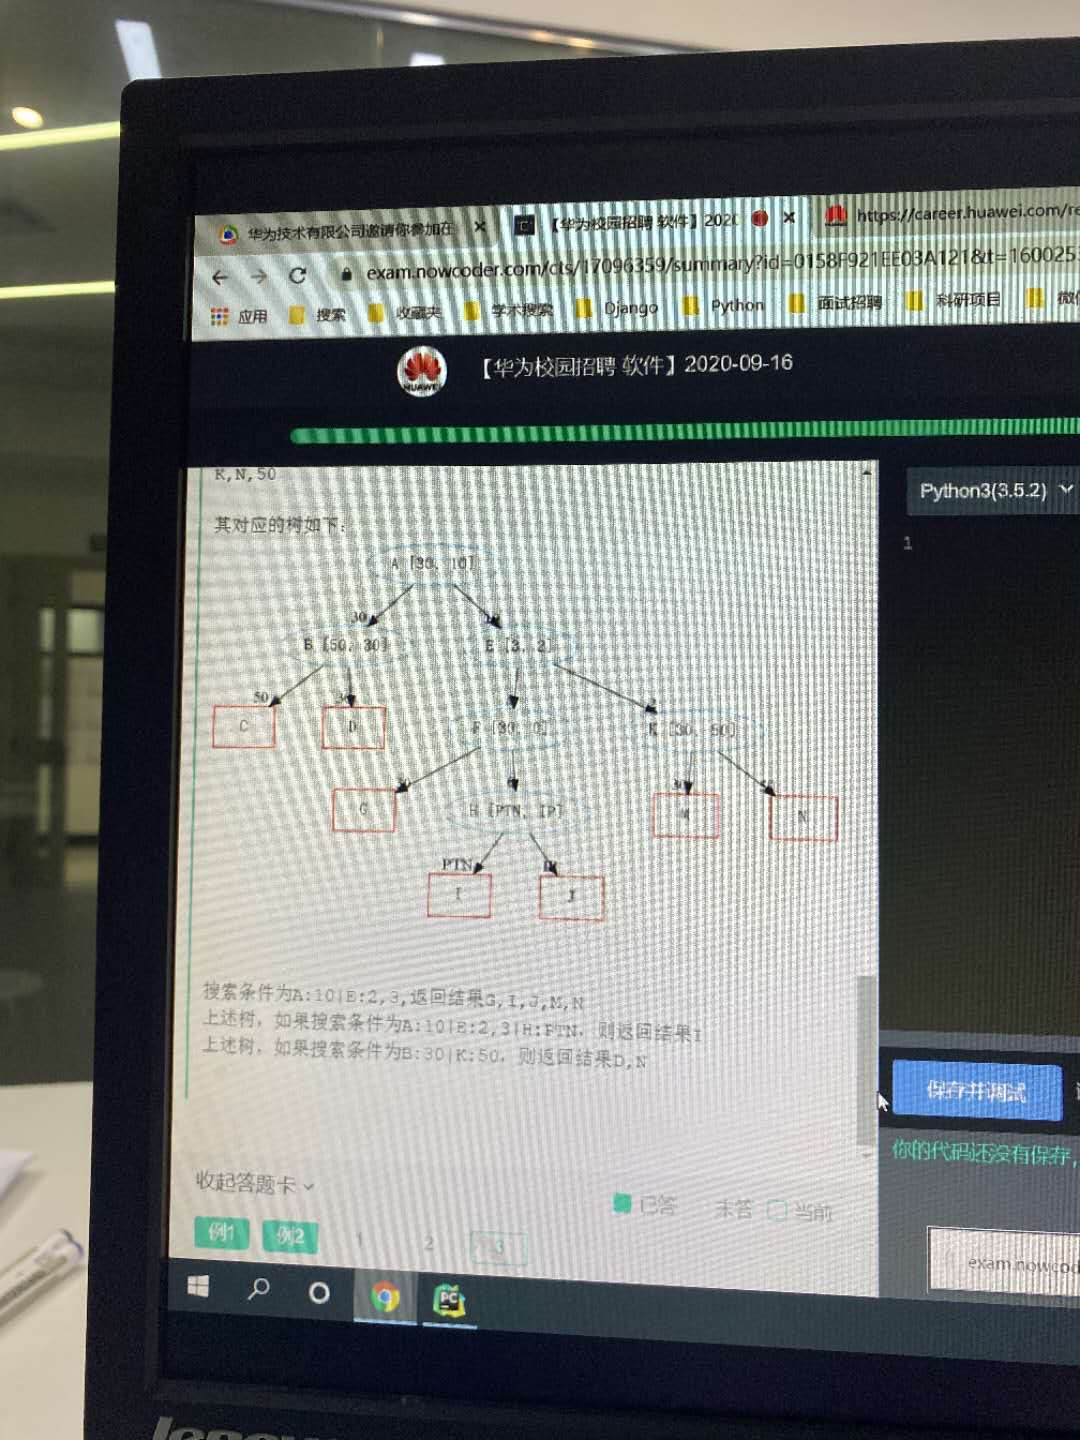 华为技术有限公司邀请你参加在
【华为校园招聘 软件】2020
https://career.huawei.com/re
exam.nowcoder.com/cts/17096359/summary?id=0158F921EE03A121&t=160025
应用 搜索 收藏夹 学术搜索 Django Python 面试招聘 科研项目 微
HUAWEI
【华为校园招聘 软件】2020-09-16
K,N,50
Python3(3.5.2)
其对应的树如下:
1
A [30, 10]
30
B [50, 30] E [3, 2]
50
C D F [30, 0] K [30, 50]
G H [PTN, IP] M N
PTN IP
I J
搜索条件为A:10|E:2,3,返回结果G,I,J,M,N
上述树, 如果搜索条件为A:10|E:2,3|H:PTN, 则返回结果I
上述树, 如果搜索条件为B:30|K:50, 则返回结果D,N
保存并调试
你的代码还没有保存,
收起答题卡
已答 未答 当前
例1 例2 1 2 3
exam.nowcod
PC
lenovo